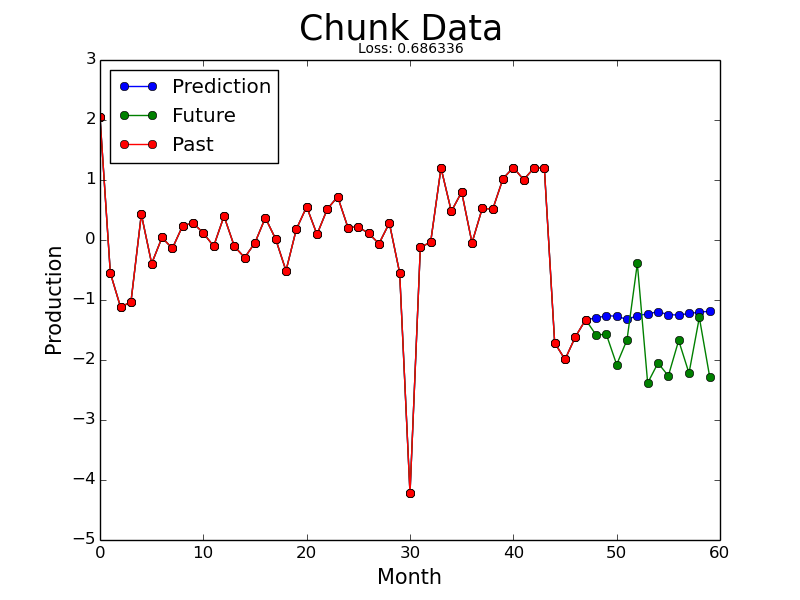 Chunk Data
Loss: 0.686336
Prediction
Future
Past
3
2
1
0
−1
−2
−3
−4
−5
Production
0 10 20 30 40 50 60
Month